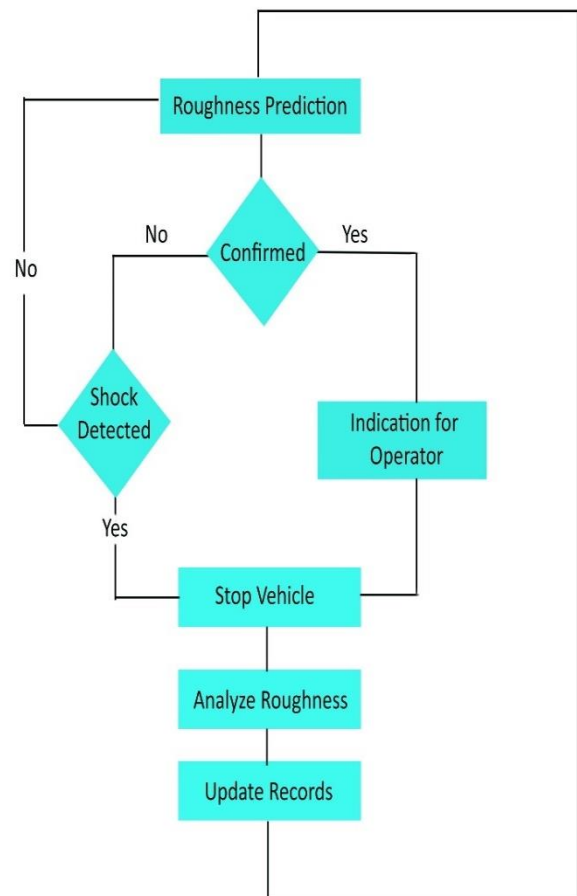 Roughness Prediction
No
Yes
Confirmed
No
Shock
Detected
Indication for
Operator
Yes
Stop Vehicle
Analyze Roughness
Update Records